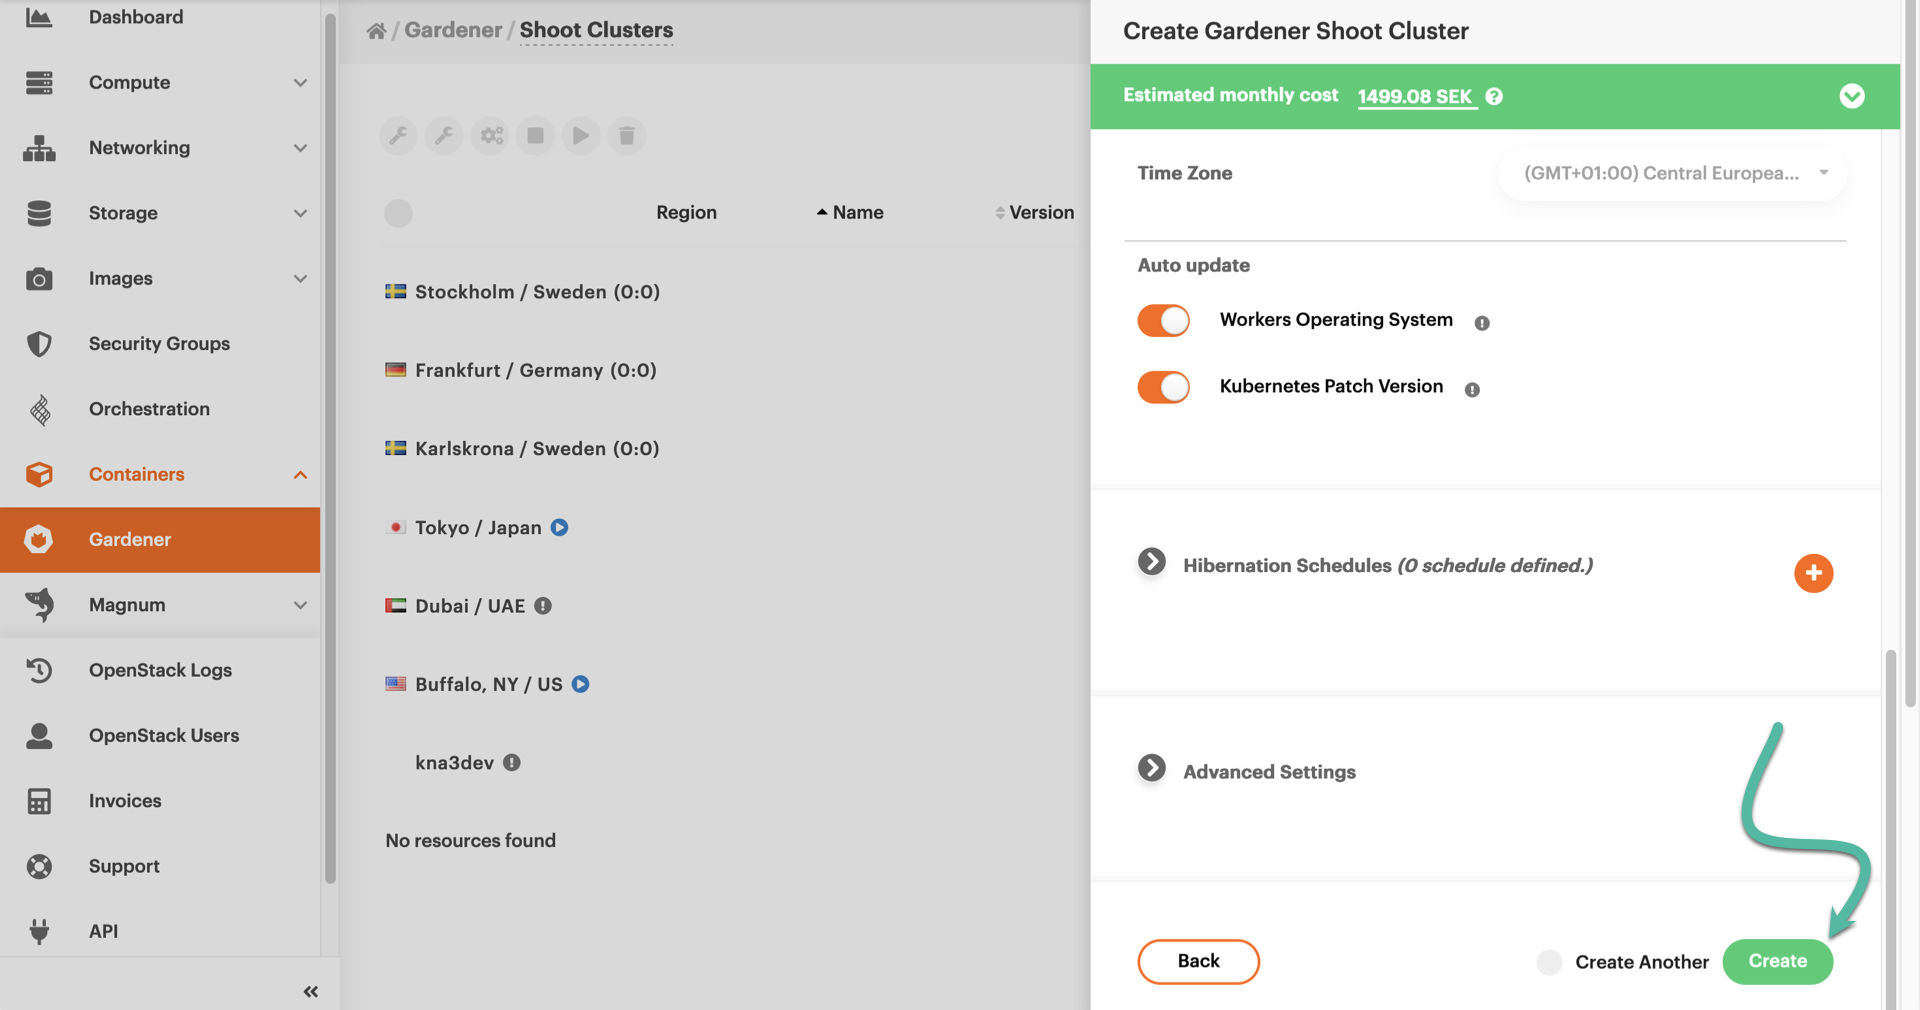 Dashboard
Compute
Networking
Storage
Images
Security Groups
Orchestration
Containers
Gardener
Magnum
OpenStack Logs
OpenStack Users
Invoices
Support
API
«
/ Gardener / Shoot Clusters
Region Name Version
Stockholm / Sweden (0:0)
Frankfurt / Germany (0:0)
Karlskrona / Sweden (0:0)
Tokyo / Japan
Dubai / UAE
Buffalo, NY / US
kna3dev
No resources found
Create Gardener Shoot Cluster
Estimated monthly cost 1499.08 SEK ?
Time Zone (GMT+01:00) Central Europea...
Auto update
Workers Operating System
Kubernetes Patch Version
Hibernation Schedules (0 schedule defined.)
Advanced Settings
Back Create Another Create